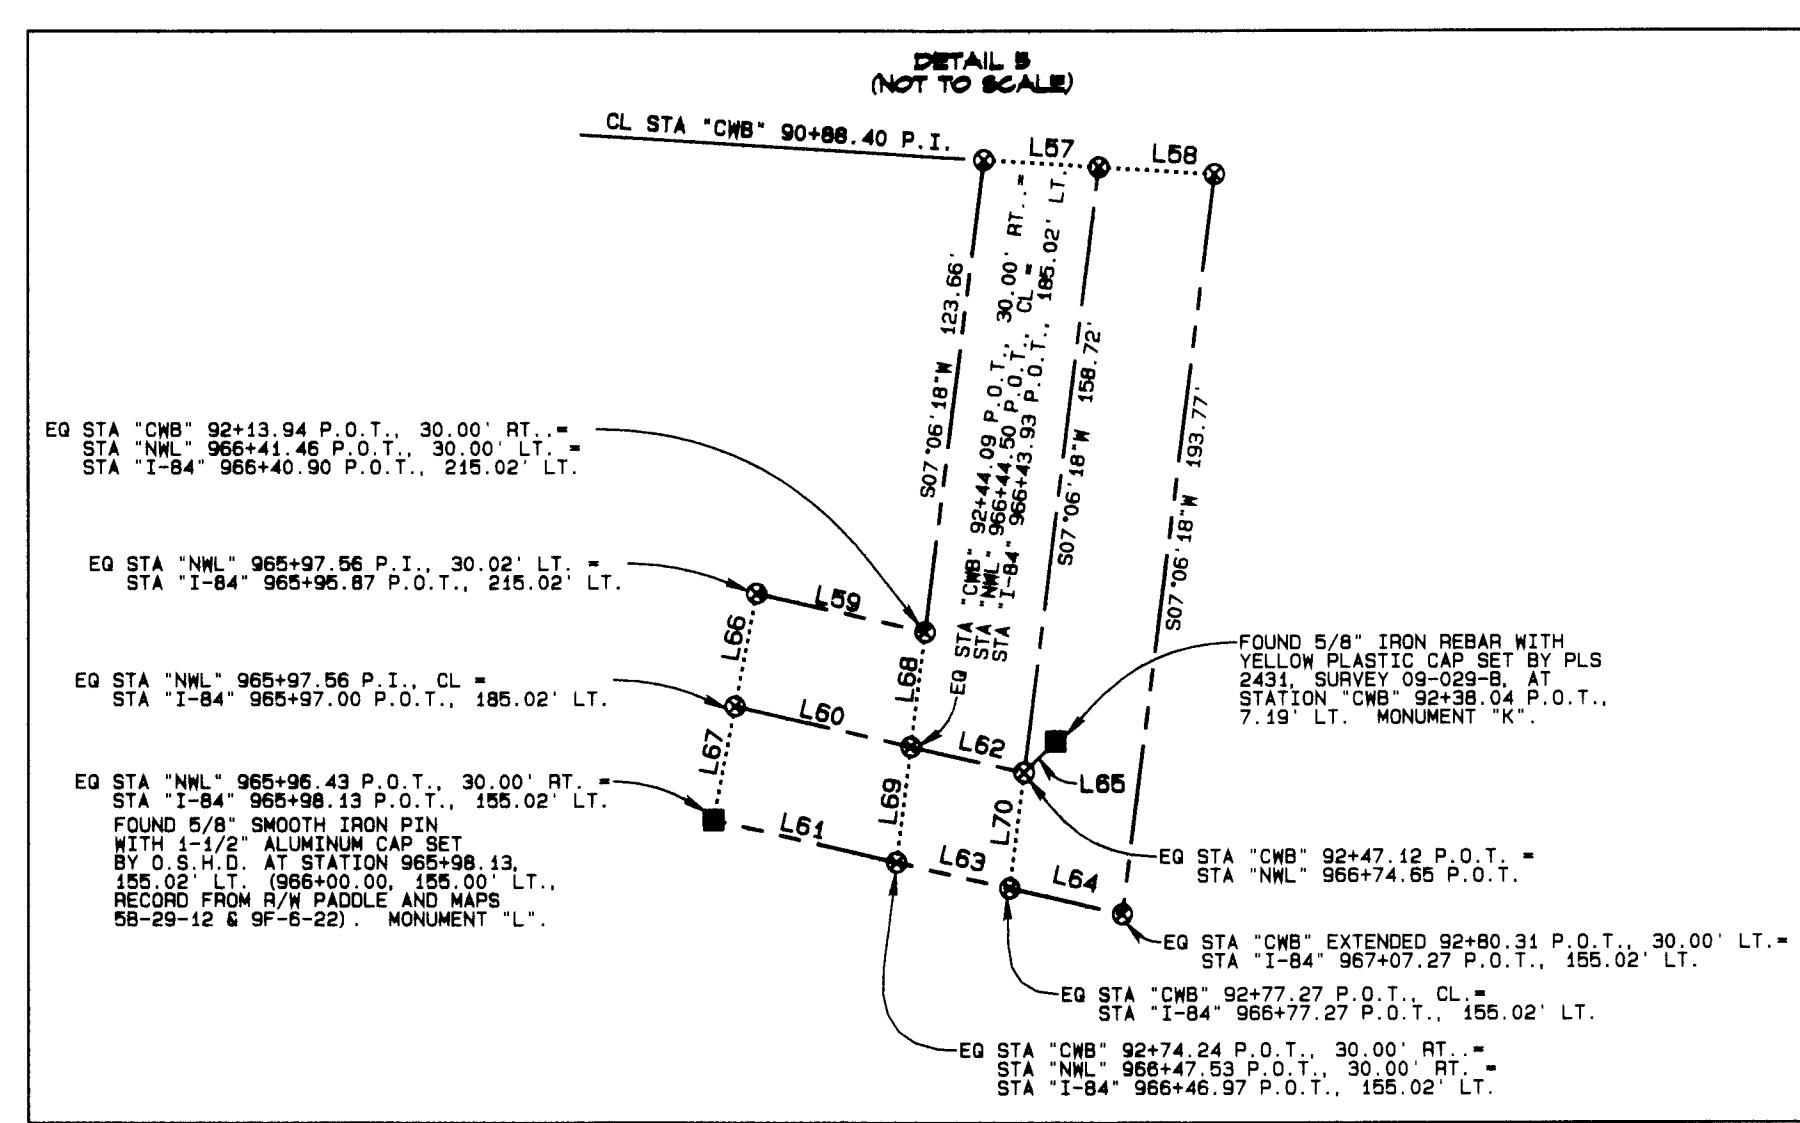 DETAIL 5
(NOT TO SCALE)
CL STA "CWB" 90+88.40 P.I.
L57
L58
S07°06'18"W 123.66'
EQ STA "CWB" 92+44.09 P.O.T., 30.00' RT..=
STA "NWL" 966+44.50 P.O.T., CL =
STA "I-84" 966+43.93 P.O.T., 185.02' LT.
S07°06'18"W 158.72'
S07°06'18"W 193.77'
EQ STA "CWB" 92+13.94 P.O.T., 30.00' RT..=
STA "NWL" 966+41.46 P.O.T., 30.00' LT. =
STA "I-84" 966+40.90 P.O.T., 215.02' LT.
EQ STA "NWL" 965+97.56 P.I., 30.02' LT. =
STA "I-84" 965+95.87 P.O.T., 215.02' LT.
L59
L66
L68
EQ STA "NWL" 965+97.56 P.I., CL =
STA "I-84" 965+97.00 P.O.T., 185.02' LT.
L60
L62
L67
L69
L65
L70
FOUND 5/8" IRON REBAR WITH
YELLOW PLASTIC CAP SET BY PLS
2431, SURVEY 09-029-B, AT
STATION "CWB" 92+38.04 P.O.T.,
7.19' LT. MONUMENT "K".
EQ STA "NWL" 965+96.43 P.O.T., 30.00' RT. =
STA "I-84" 965+98.13 P.O.T., 155.02' LT.
FOUND 5/8" SMOOTH IRON PIN
WITH 1-1/2" ALUMINUM CAP SET
BY O.S.H.D. AT STATION 965+98.13,
155.02' LT. (966+00.00, 155.00' LT.,
RECORD FROM R/W PADDLE AND MAPS
5B-29-12 & 9F-6-22). MONUMENT "L".
L61
L63
L64
EQ STA "CWB" 92+47.12 P.O.T. =
STA "NWL" 966+74.65 P.O.T.
EQ STA "CWB" EXTENDED 92+80.31 P.O.T., 30.00' LT.=
STA "I-84" 967+07.27 P.O.T., 155.02' LT.
EQ STA "CWB" 92+77.27 P.O.T., CL.=
STA "I-84" 966+77.27 P.O.T., 155.02' LT.
EQ STA "CWB" 92+74.24 P.O.T., 30.00' RT..=
STA "NWL" 966+47.53 P.O.T., 30.00' RT. =
STA "I-84" 966+46.97 P.O.T., 155.02' LT.